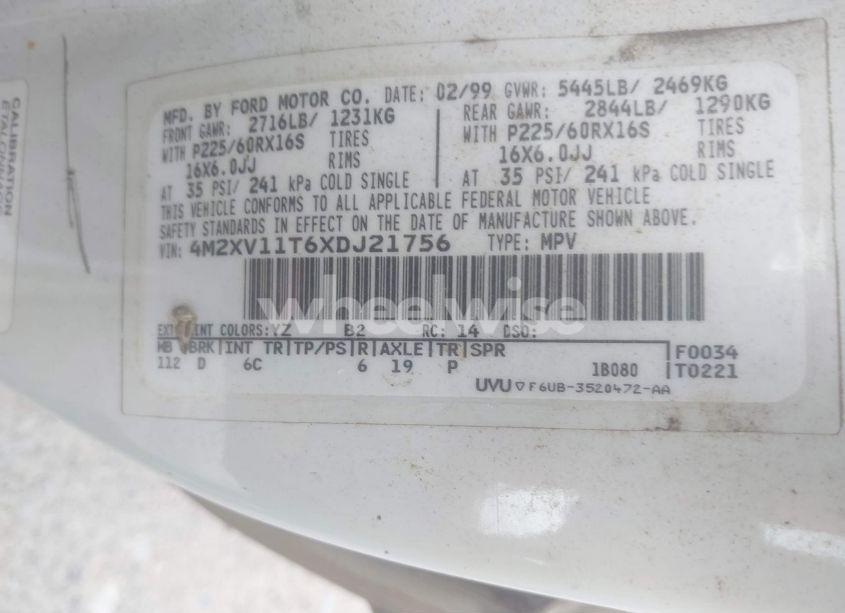 CALIBRATION
MFD. BY FORD MOTOR CO. DATE: 02/99 GVWR: 5445LB/ 2469KG
FRONT GAWR: 2716LB/ 1231KG REAR GAWR: 2844LB/ 1290KG
WITH P225/60RX16S TIRES WITH P225/60RX16S TIRES
16X6.0JJ RIMS 16X6.0JJ RIMS
AT 35 PSI/ 241 kPa COLD SINGLE AT 35 PSI/ 241 kPa COLD SINGLE
THIS VEHICLE CONFORMS TO ALL APPLICABLE FEDERAL MOTOR VEHICLE
SAFETY STANDARDS IN EFFECT ON THE DATE OF MANUFACTURE SHOWN ABOVE.
VIN: 4M2XV11T6XDJ21756 TYPE: MPV
wheelwise
EXT INT COLORS: YZ B2 RC: 14 DSO:
MB BRK INT TR TP/PS R AXLE TR SPR F0034
112 D 6C 6 19 P 1B080 T0221
UVU F6UB-3520472-AA